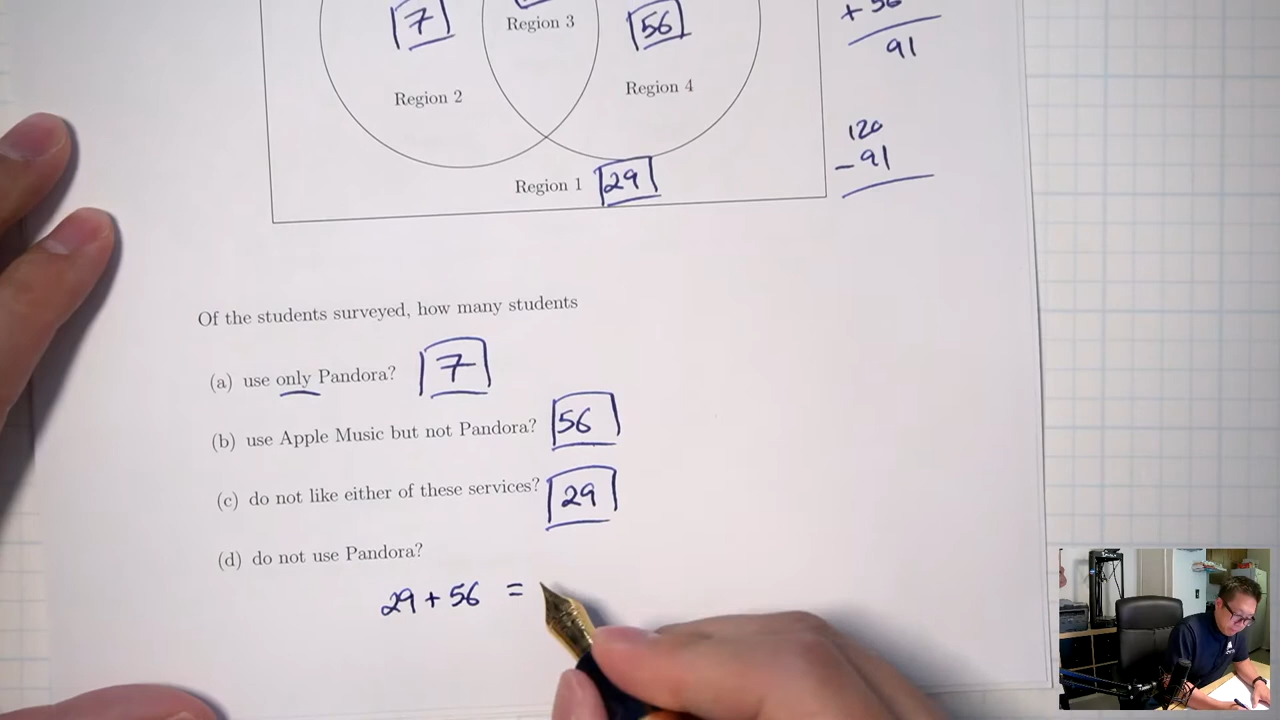 7
Region 3
56
Region 2
Region 4
Region 1 29
+ 56
91
120
- 91
Of the students surveyed, how many students
(a) use only Pandora? 7
(b) use Apple Music but not Pandora? 56
(c) do not like either of these services? 29
(d) do not use Pandora?
29 + 56 =